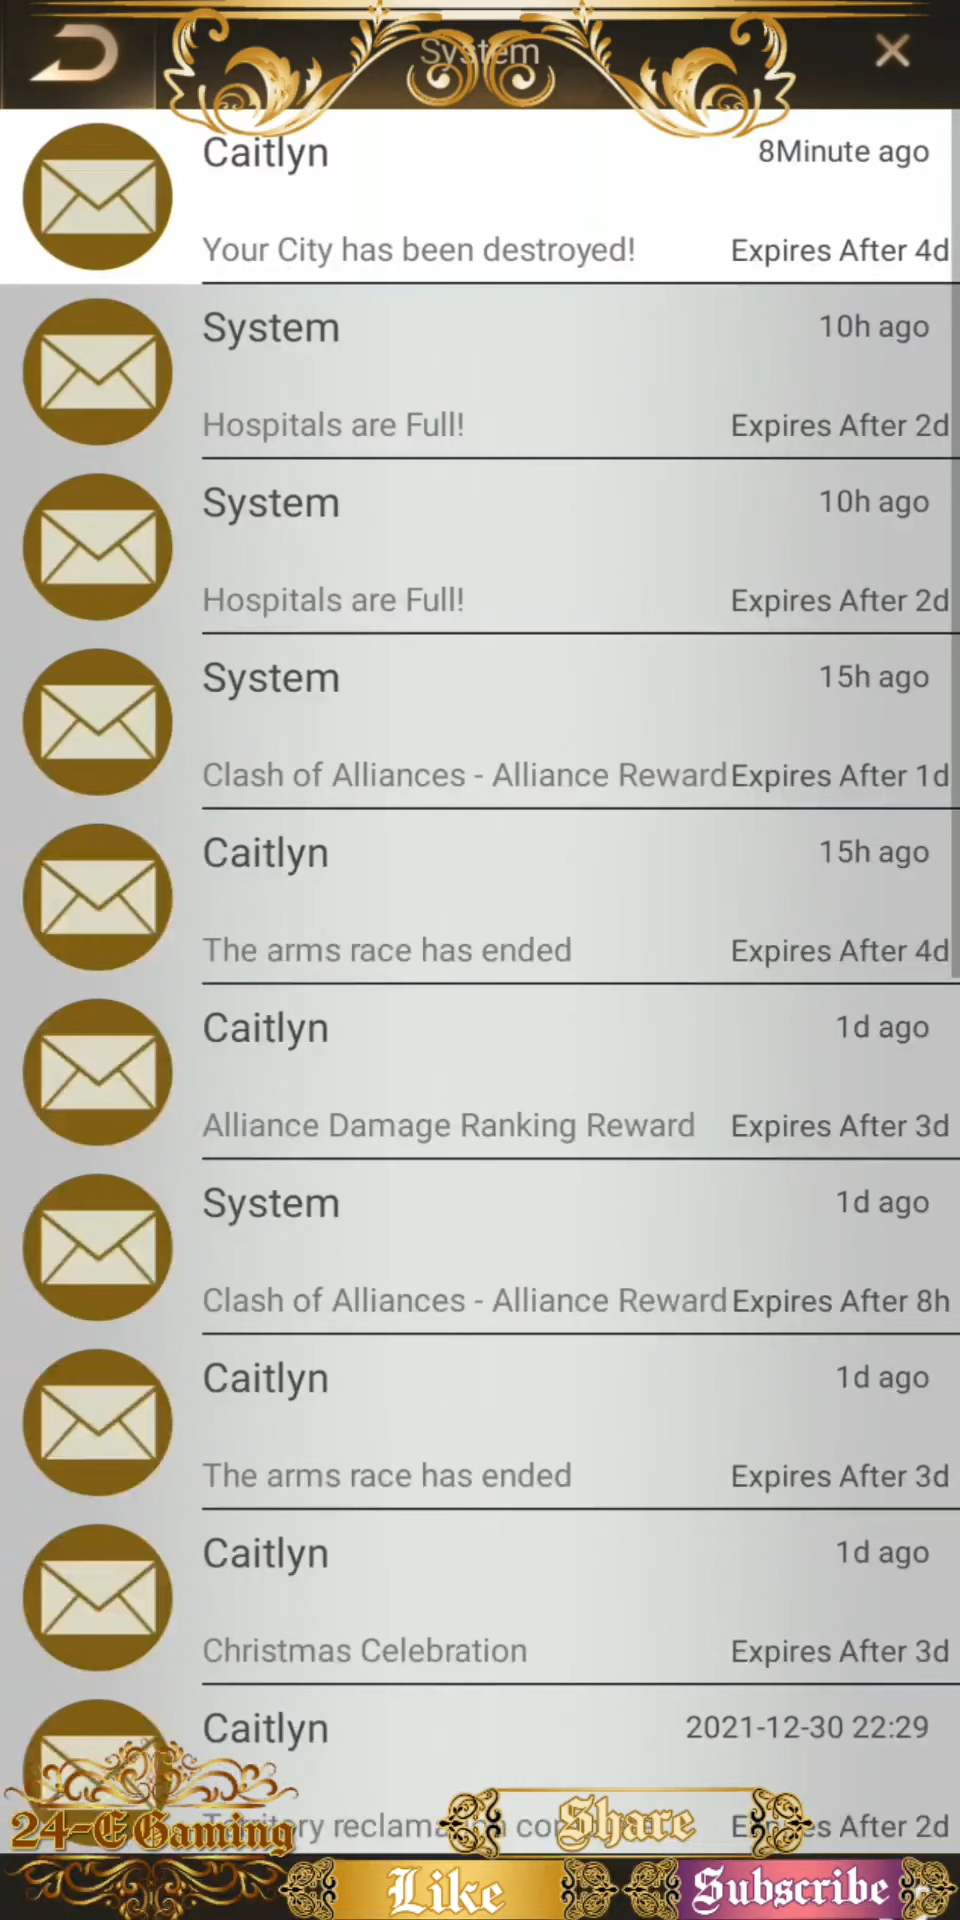 System
Caitlyn
8Minute ago
Your City has been destroyed!
Expires After 4d
System
10h ago
Hospitals are Full!
Expires After 2d
System
10h ago
Hospitals are Full!
Expires After 2d
System
15h ago
Clash of Alliances - Alliance Reward
Expires After 1d
Caitlyn
15h ago
The arms race has ended
Expires After 4d
Caitlyn
1d ago
Alliance Damage Ranking Reward
Expires After 3d
System
1d ago
Clash of Alliances - Alliance Reward
Expires After 8h
Caitlyn
1d ago
The arms race has ended
Expires After 3d
Caitlyn
1d ago
Christmas Celebration
Expires After 3d
Caitlyn
2021-12-30 22:29
After 2d
24-E Gaming
Share
Like
Subscribe